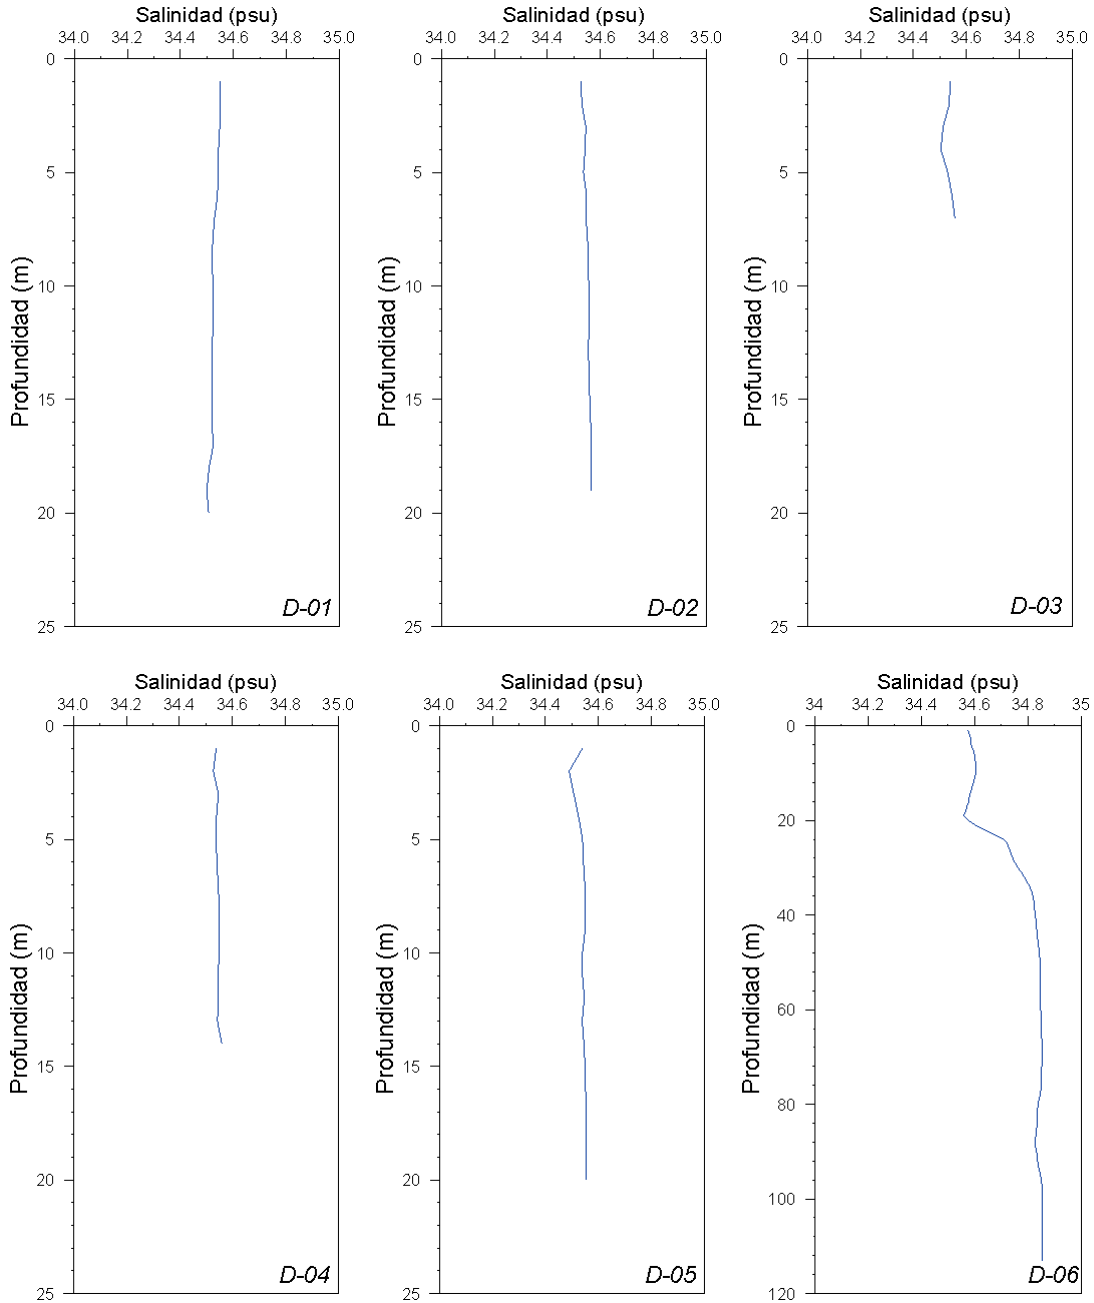 Salinidad (psu)
34.0 34.2 34.4 34.6 34.8 35.0
0
5
10
15
20
25
Profundidad (m)
D-01
Salinidad (psu)
34.0 34.2 34.4 34.6 34.8 35.0
0
5
10
15
20
25
Profundidad (m)
D-02
Salinidad (psu)
34.0 34.2 34.4 34.6 34.8 35.0
0
5
10
15
20
25
Profundidad (m)
D-03
Salinidad (psu)
34.0 34.2 34.4 34.6 34.8 35.0
0
5
10
15
20
25
Profundidad (m)
D-04
Salinidad (psu)
34.0 34.2 34.4 34.6 34.8 35.0
0
5
10
15
20
25
Profundidad (m)
D-05
Salinidad (psu)
34 34.2 34.4 34.6 34.8 35
0
20
40
60
80
100
120
Profundidad (m)
D-06